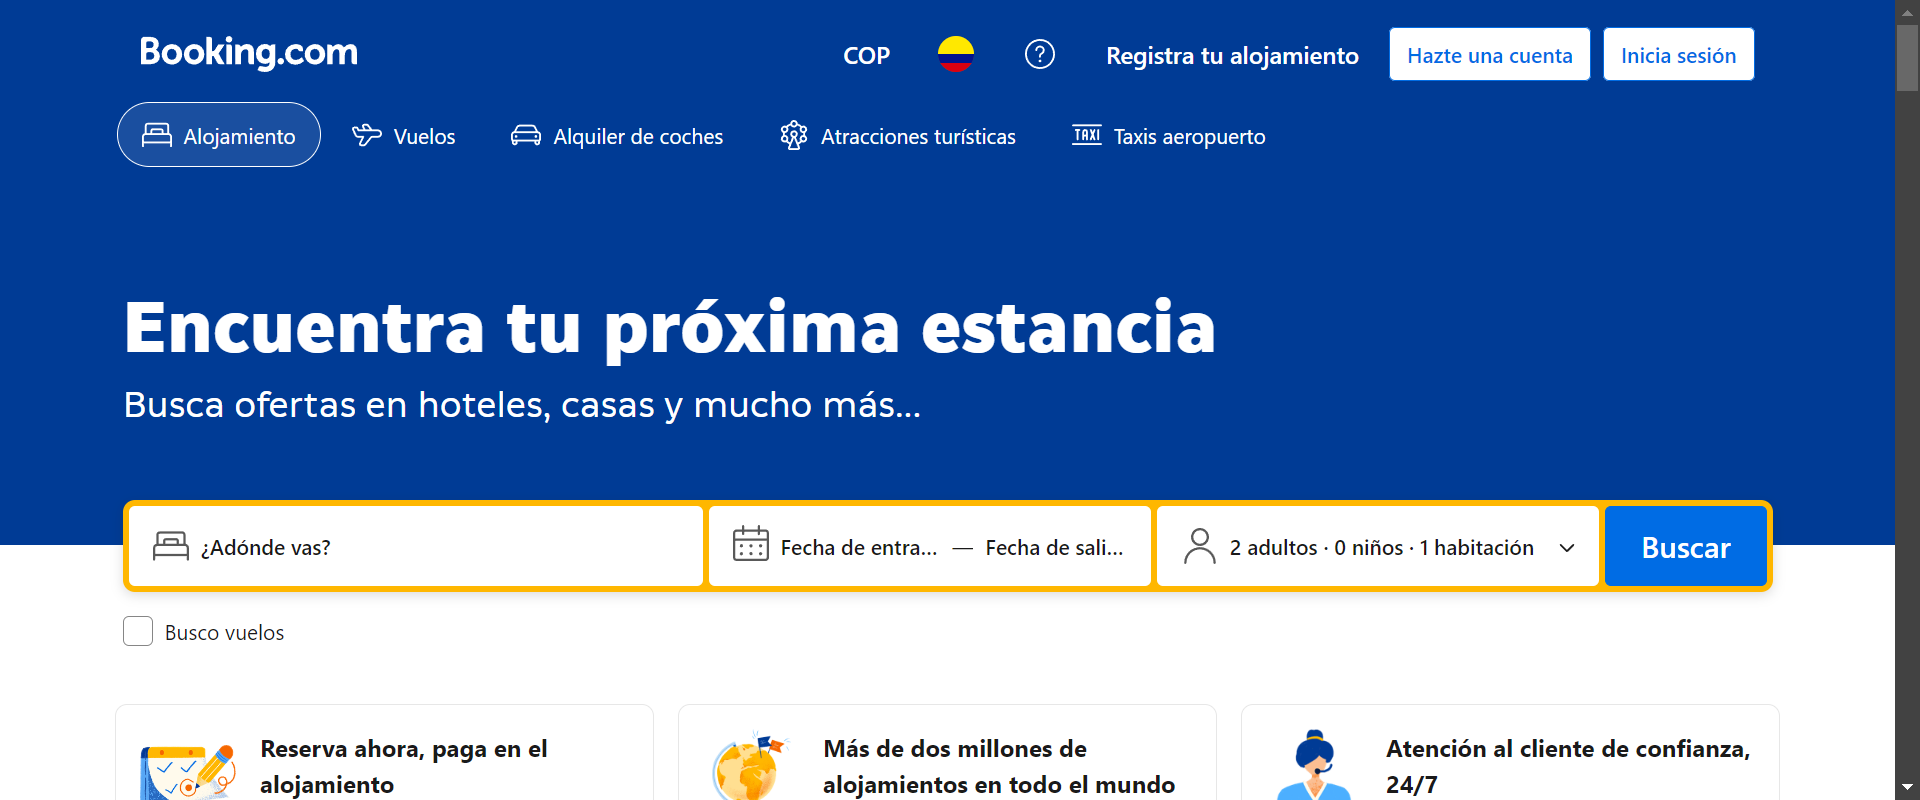 Booking.com
COP
Registra tu alojamiento
Hazte una cuenta
Inicia sesión
Alojamiento
Vuelos
Alquiler de coches
Atracciones turísticas
TAXI
Taxis aeropuerto
Encuentra tu próxima estancia
Busca ofertas en hoteles, casas y mucho más...
¿Adónde vas?
Fecha de entra... — Fecha de sali...
2 adultos · 0 niños · 1 habitación
Buscar
Busco vuelos
Reserva ahora, paga en el
alojamiento
Más de dos millones de
alojamientos en todo el mundo
Atención al cliente de confianza,
24/7